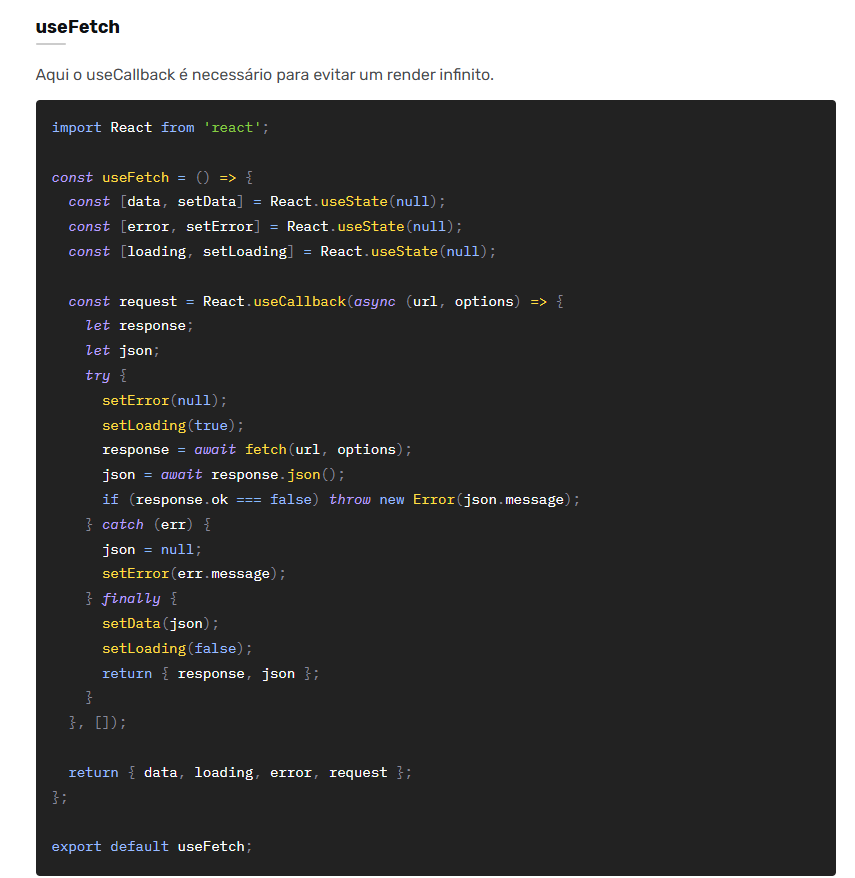 useFetch
Aqui o useCallback é necessário para evitar um render infinito.
import React from 'react';

const useFetch = () => {
  const [data, setData] = React.useState(null);
  const [error, setError] = React.useState(null);
  const [loading, setLoading] = React.useState(null);

  const request = React.useCallback(async (url, options) => {
    let response;
    let json;
    try {
      setError(null);
      setLoading(true);
      response = await fetch(url, options);
      json = await response.json();
      if (response.ok === false) throw new Error(json.message);
    } catch (err) {
      json = null;
      setError(err.message);
    } finally {
      setData(json);
      setLoading(false);
      return { response, json };
    }
  }, []);

  return { data, loading, error, request };
};

export default useFetch;